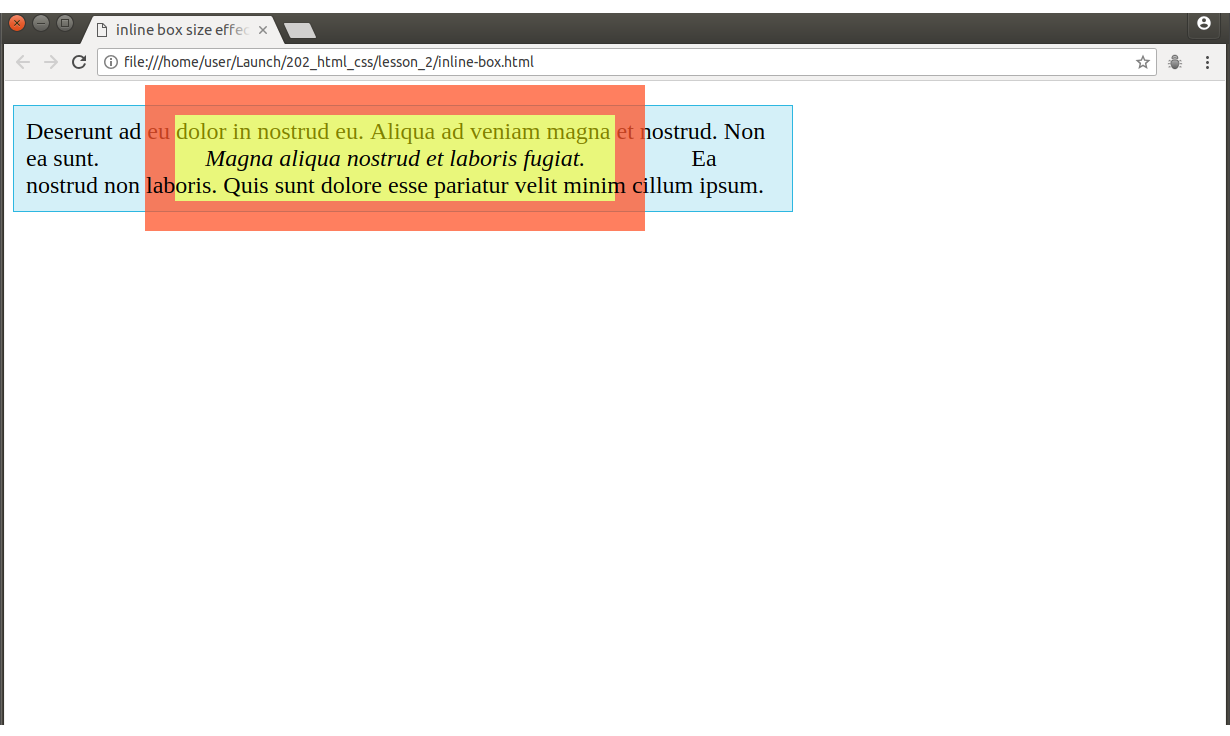 inline box size effec
file:///home/user/Launch/202_html_css/lesson_2/inline-box.html
Deserunt ad eu dolor in nostrud eu. Aliqua ad veniam magna et nostrud. Non
ea sunt. Magna aliqua nostrud et laboris fugiat. Ea
nostrud non laboris. Quis sunt dolore esse pariatur velit minim cillum ipsum.